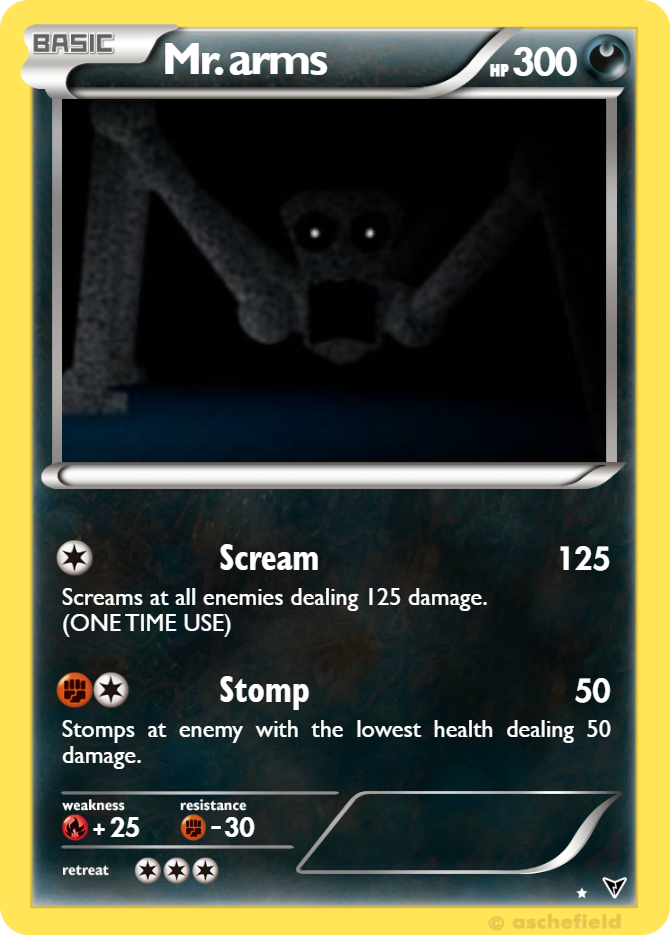 BASIC
Mr. arms
HP 300
Scream 125
Screams at all enemies dealing 125 damage.
(ONE TIME USE)
Stomp 50
Stomps at enemy with the lowest health dealing 50
damage.
weakness resistance
+ 25 - 30
retreat
© aschefield